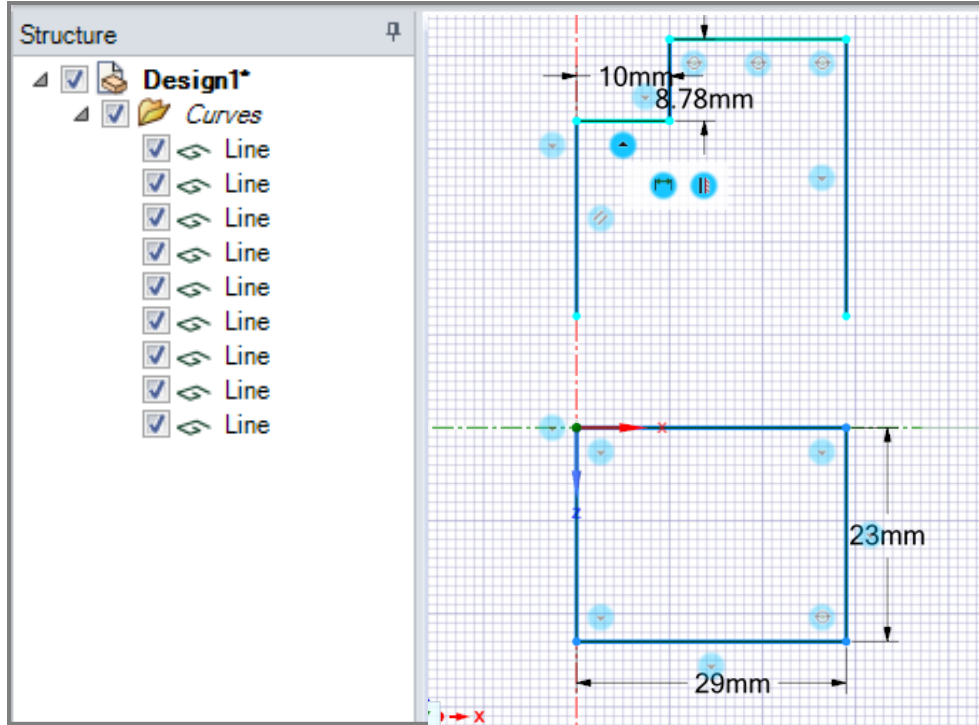 Structure
Design1*
Curves
Line
Line
Line
Line
Line
Line
Line
Line
Line
10mm
8.78mm
X
Z
23mm
29mm
X